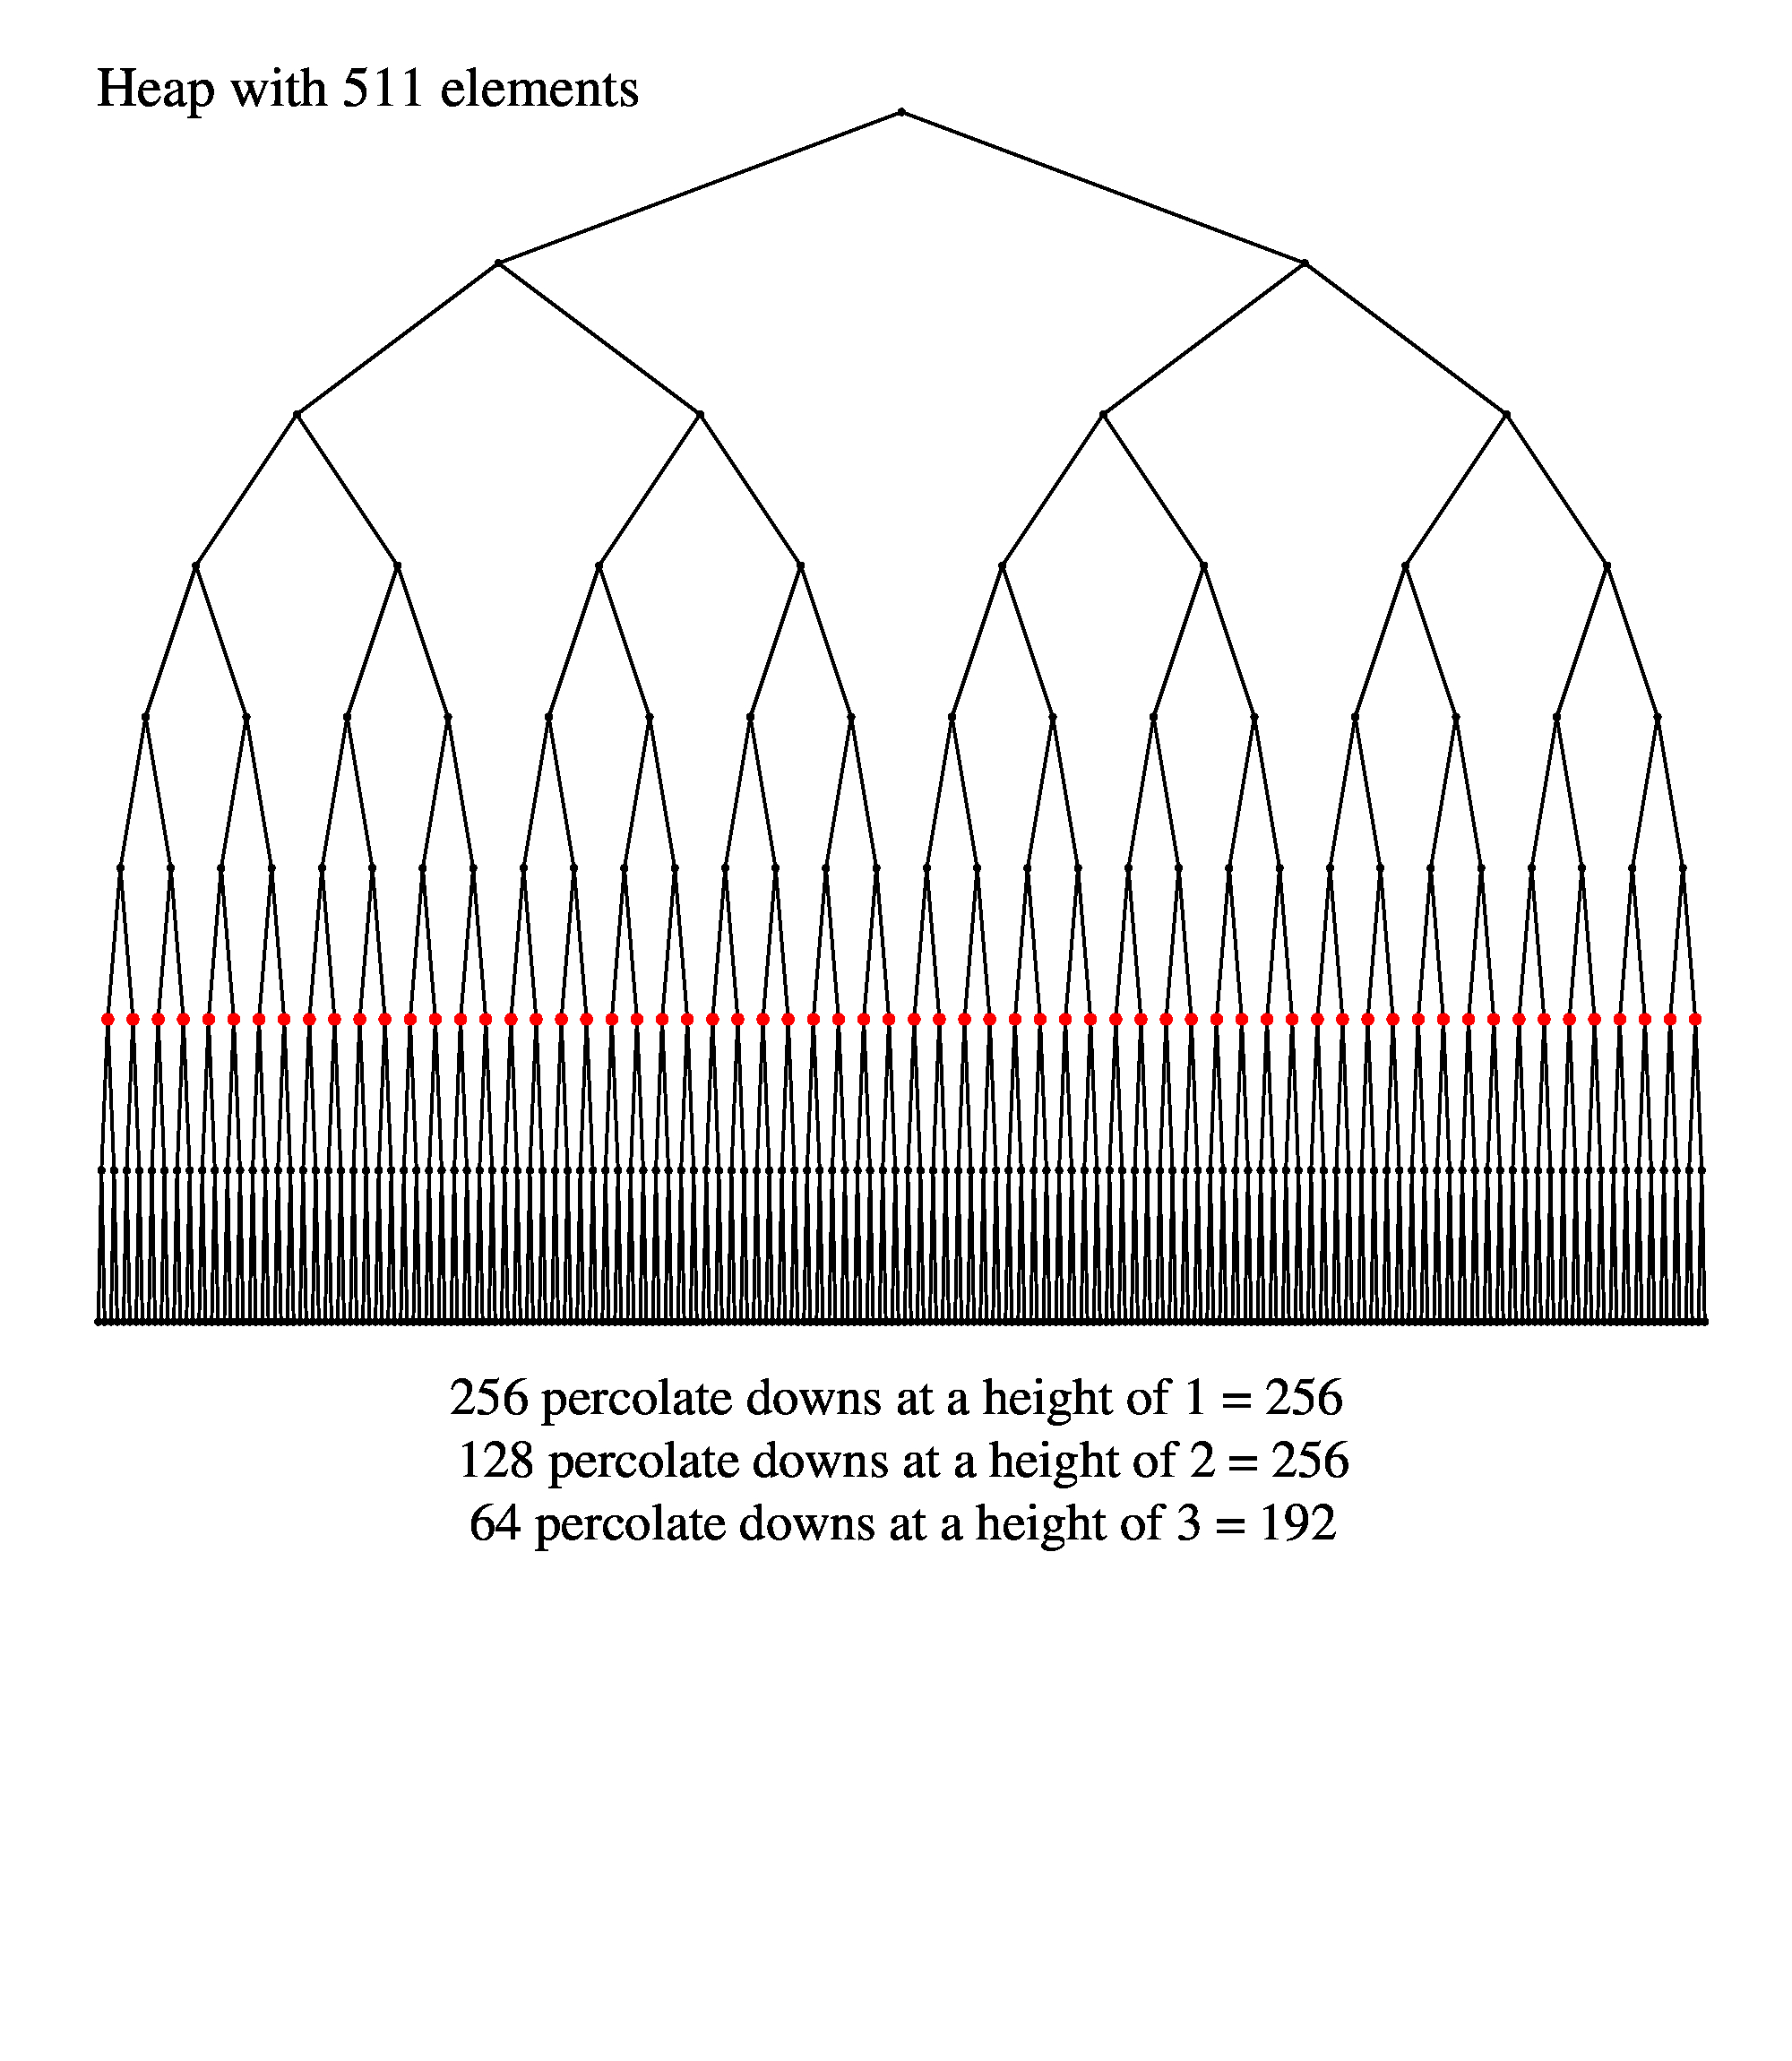 Heap with 511 elements
256 percolate downs at a height of 1 = 256
128 percolate downs at a height of 2 = 256
64 percolate downs at a height of 3 = 192